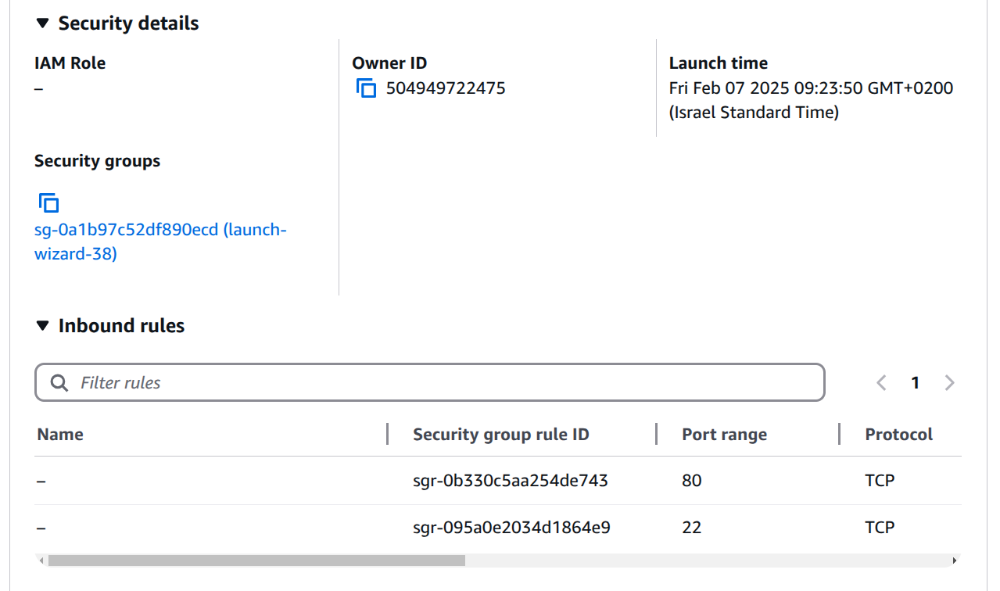 Security details
IAM Role
–
Owner ID
504949722475
Launch time
Fri Feb 07 2025 09:23:50 GMT+0200
(Israel Standard Time)
Security groups
sg-0a1b97c52df890ecd (launch-
wizard-38)
Inbound rules
Filter rules
1
Name Security group rule ID Port range Protocol
– sgr-0b330c5aa254de743 80 TCP
– sgr-095a0e2034d1864e9 22 TCP